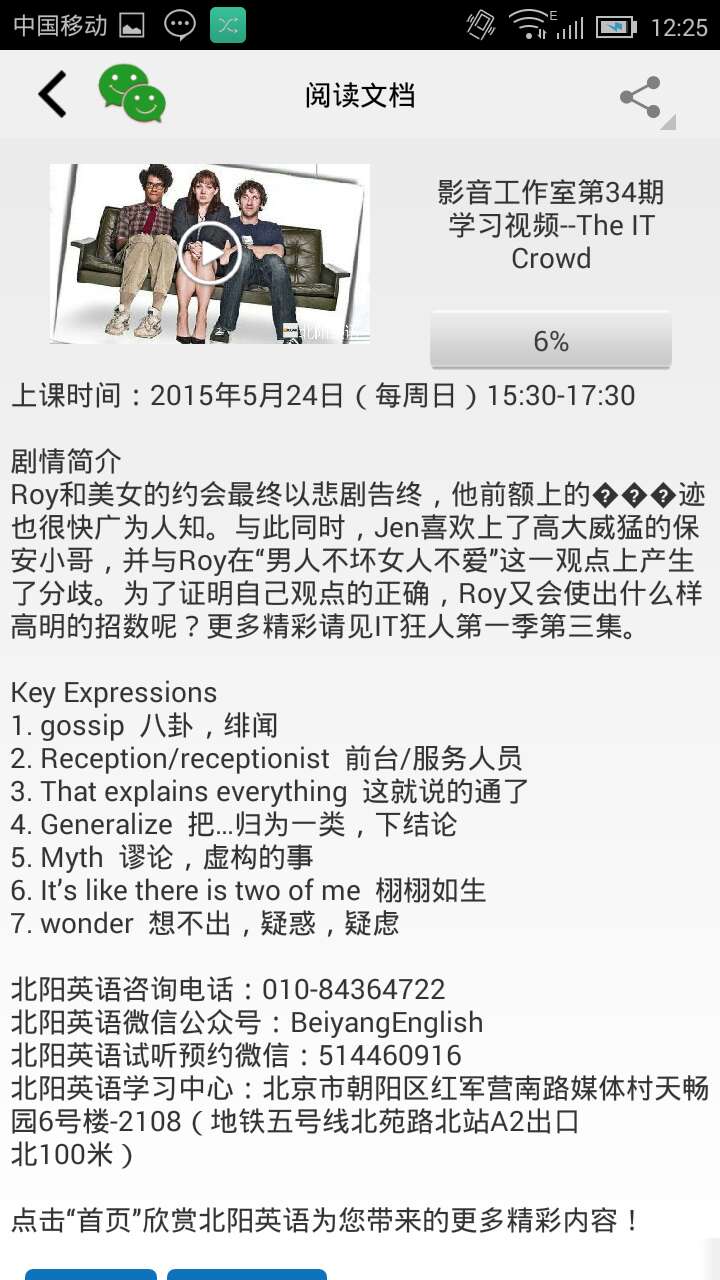 中国移动
E
12:25
阅读文档
影音工作室第34期
学习视频--The IT
Crowd
6%
上课时间：2015年5月24日（每周日）15:30-17:30
剧情简介
Roy和美女的约会最终以悲剧告终，他前额上的���迹
也很快广为人知。与此同时，Jen喜欢上了高大威猛的保
安小哥，并与Roy在“男人不坏女人不爱”这一观点上产生
了分歧。为了证明自己观点的正确，Roy又会使出什么样
高明的招数呢？更多精彩请见IT狂人第一季第三集。
Key Expressions
1. gossip 八卦，绯闻
2. Reception/receptionist 前台/服务人员
3. That explains everything 这就说的通了
4. Generalize 把...归为一类，下结论
5. Myth 谬论，虚构的事
6. It’s like there is two of me 栩栩如生
7. wonder 想不出，疑惑，疑虑
北阳英语咨询电话：010-84364722
北阳英语微信公众号：BeiyangEnglish
北阳英语试听预约微信：514460916
北阳英语学习中心：北京市朝阳区红军营南路媒体村天畅
园6号楼-2108（地铁五号线北苑路北站A2出口
北100米）
点击“首页”欣赏北阳英语为您带来的更多精彩内容！